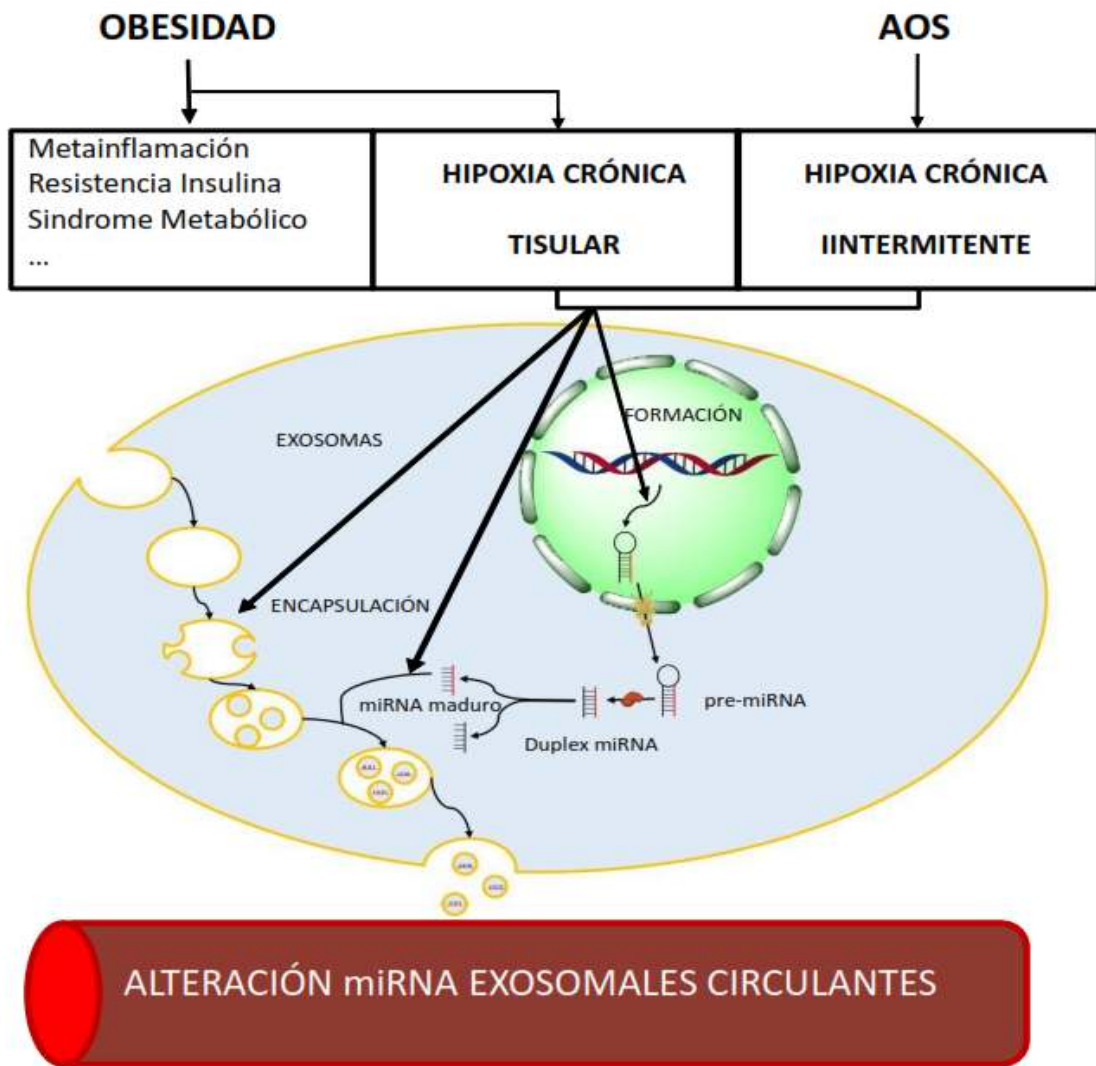 OBESIDAD
AOS
Metainflamación
Resistencia Insulina
Sindrome Metabólico
...
HIPOXIA CRÓNICA
TISULAR
HIPOXIA CRÓNICA
IINTERMITENTE
FORMACIÓN
EXOSOMAS
ENCAPSULACIÓN
miRNA maduro
pre-miRNA
Duplex miRNA
ALTERACIÓN miRNA EXOSOMALES CIRCULANTES